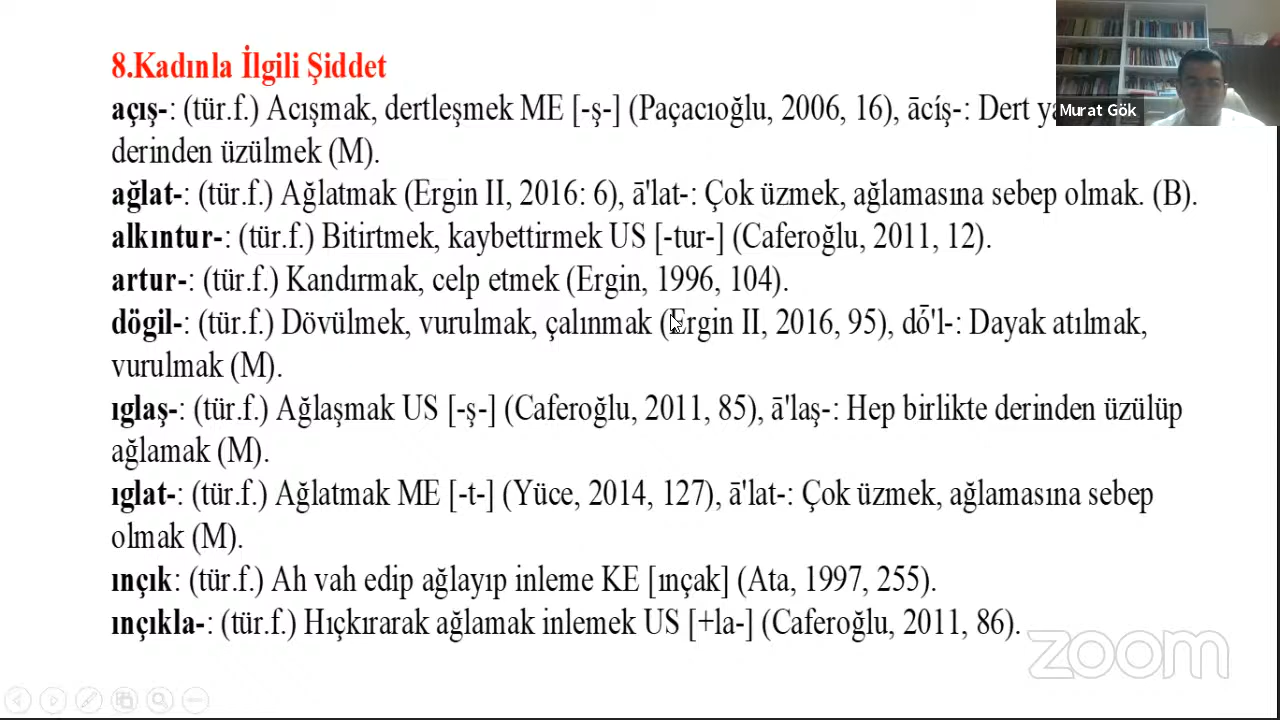 8.Kadınla İlgili Şiddet
açış-: (tür.f.) Acışmak, dertleşmek ME [-ş-] (Paçacıoğlu, 2006, 16), ācíş-: Dert
derinden üzülmek (M).
ağlat-: (tür.f.) Ağlatmak (Ergin II, 2016: 6), ā'lat-: Çok üzmek, ağlamasına sebep olmak. (B).
alkıntur-: (tür.f.) Bitirtmek, kaybettirmek US [-tur-] (Caferoğlu, 2011, 12).
artur-: (tür.f.) Kandırmak, celp etmek (Ergin, 1996, 104).
dögil-: (tür.f.) Dövülmek, vurulmak, çalınmak (Ergin II, 2016, 95), dȫ'l-: Dayak atılmak,
vurulmak (M).
ıglaş-: (tür.f.) Ağlaşmak US [-ş-] (Caferoğlu, 2011, 85), ā'laş-: Hep birlikte derinden üzülüp
ağlamak (M).
ıglat-: (tür.f.) Ağlatmak ME [-t-] (Yüce, 2014, 127), ā'lat-: Çok üzmek, ağlamasına sebep
olmak (M).
ınçık: (tür.f.) Ah vah edip ağlayıp inleme KE [ınçak] (Ata, 1997, 255).
ınçıkla-: (tür.f.) Hıçkırarak ağlamak inlemek US [+la-] (Caferoğlu, 2011, 86).
Murat Gök
zoom